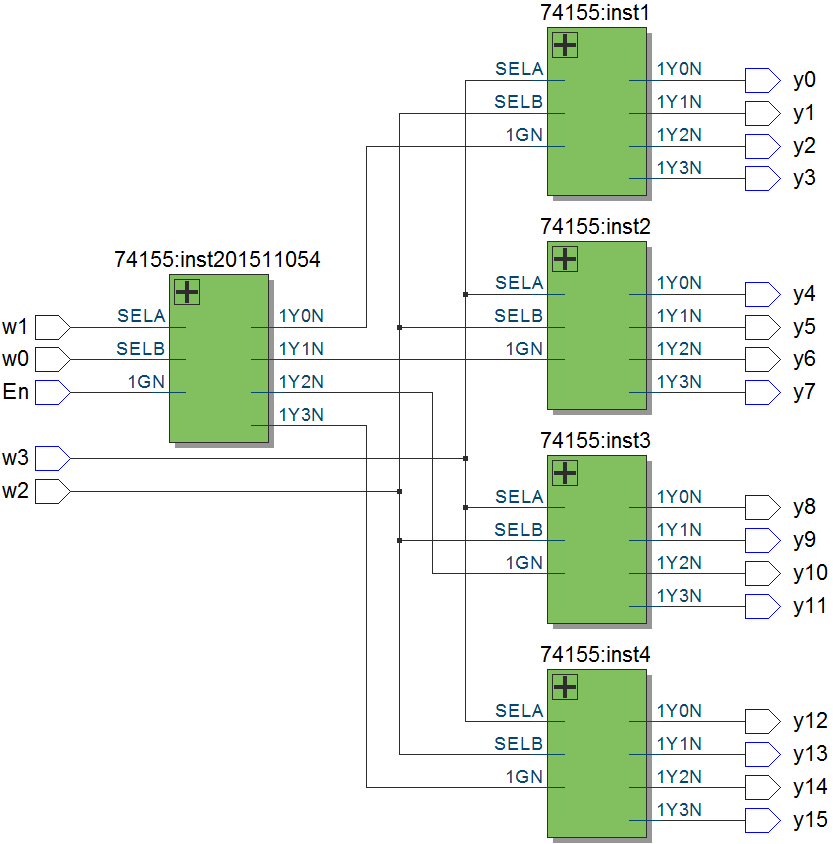 74155:inst1
SELA 1Y0N y0
SELB 1Y1N y1
1GN 1Y2N y2
1Y3N y3
74155:inst2
SELA 1Y0N y4
SELB 1Y1N y5
1GN 1Y2N y6
1Y3N y7
74155:inst201511054
w1 SELA 1Y0N
w0 SELB 1Y1N
En 1GN 1Y2N
1Y3N
w3
w2
74155:inst3
SELA 1Y0N y8
SELB 1Y1N y9
1GN 1Y2N y10
1Y3N y11
74155:inst4
SELA 1Y0N y12
SELB 1Y1N y13
1GN 1Y2N y14
1Y3N y15